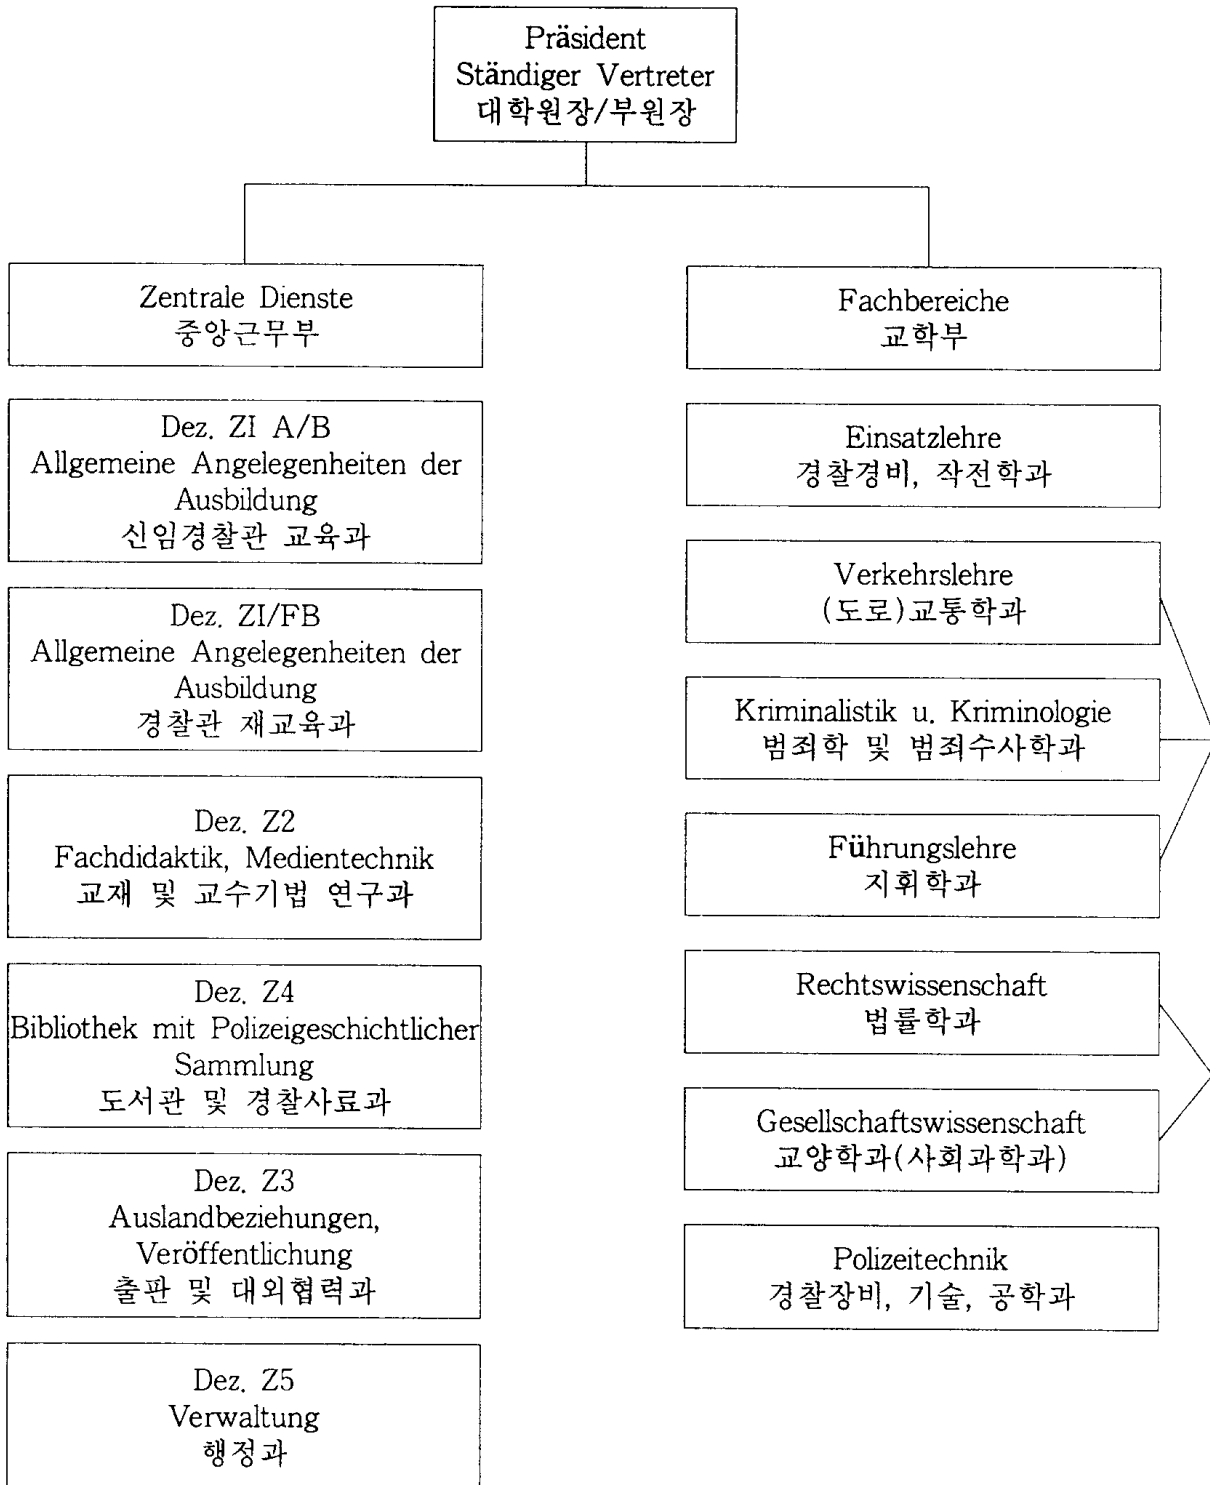 Präsident
Ständiger Vertreter
대학원장/부원장
Zentrale Dienste
중앙근무부
Dez. ZI A/B
Allgemeine Angelegenheiten der
Ausbildung
신임경찰관 교육과
Dez. ZI/FB
Allgemeine Angelegenheiten der
Ausbildung
경찰관 재교육과
Dez. Z2
Fachdidaktik, Medientechnik
교재 및 교수기법 연구과
Dez. Z4
Bibliothek mit Polizeigeschichtlicher
Sammlung
도서관 및 경찰사료과
Dez. Z3
Auslandbeziehungen,
Veröffentlichung
출판 및 대외협력과
Dez. Z5
Verwaltung
행정과
Fachbereiche
교학부
Einsatzlehre
경찰경비, 작전학과
Verkehrslehre
(도로)교통학과
Kriminalistik u. Kriminologie
범죄학 및 범죄수사학과
Führungslehre
지휘학과
Rechtswissenschaft
법률학과
Gesellschaftswissenschaft
교양학과(사회과학과)
Polizeitechnik
경찰장비, 기술, 공학과